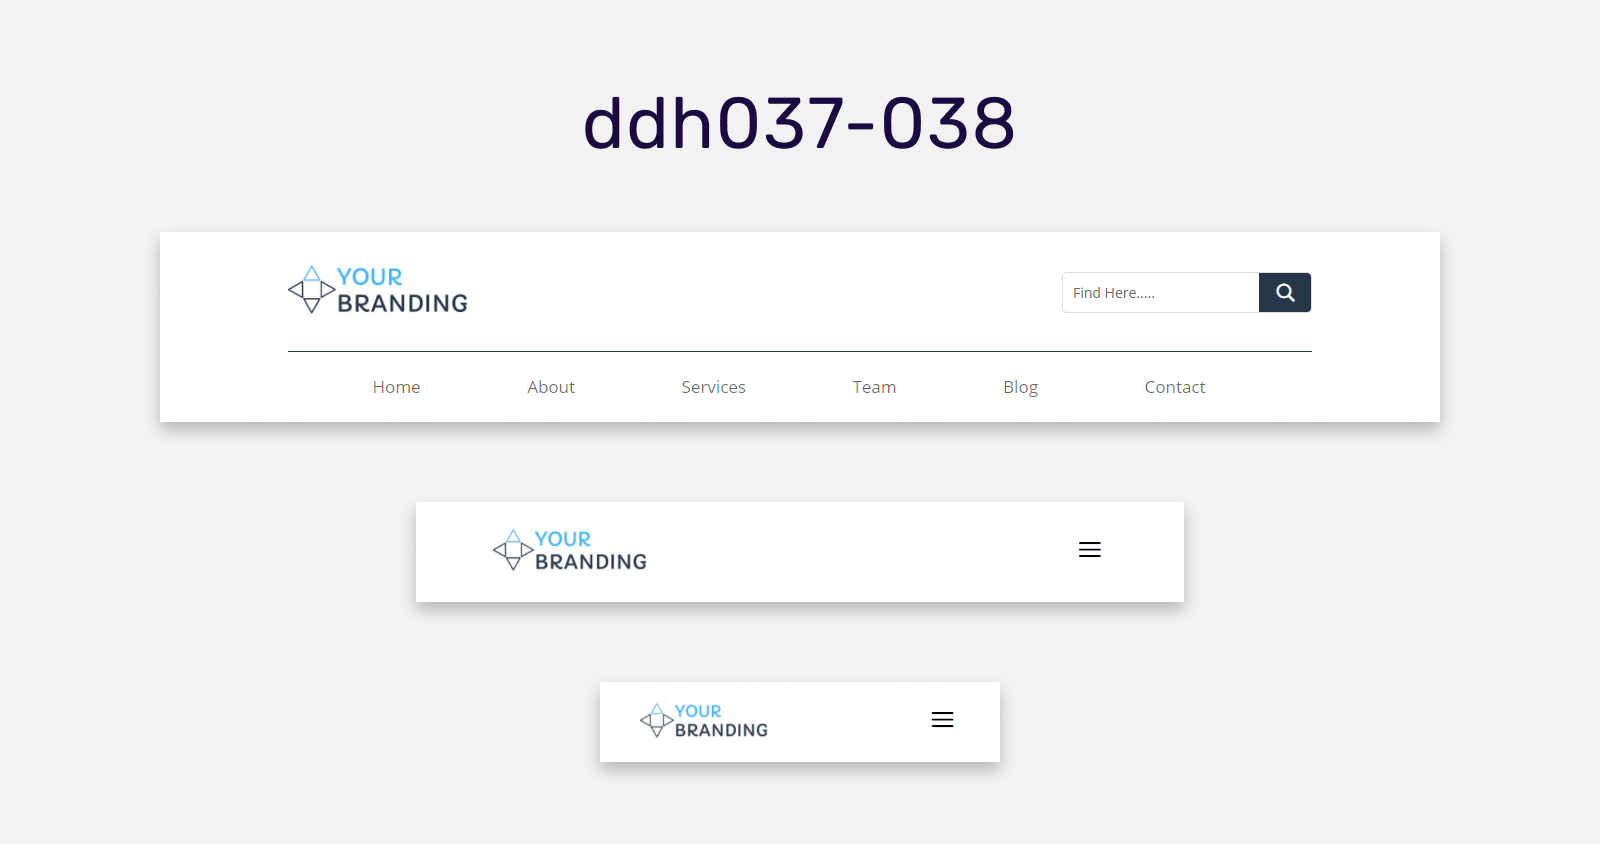 ddh037-038
YOUR
BRANDING
Find Here.....
Home About Services Team Blog Contact
YOUR
BRANDING
YOUR
BRANDING